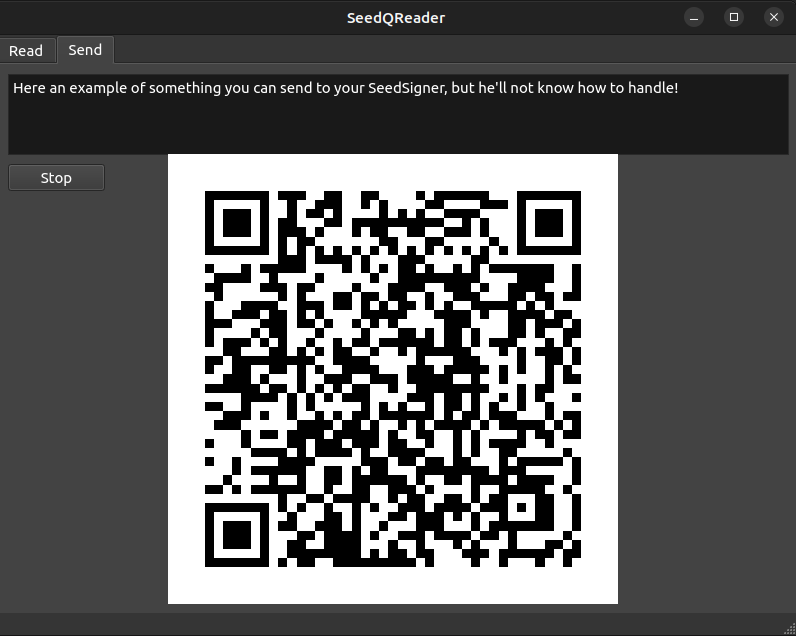 SeedQReader
Read Send
Here an example of something you can send to your SeedSigner, but he'll not know how to handle!
Stop